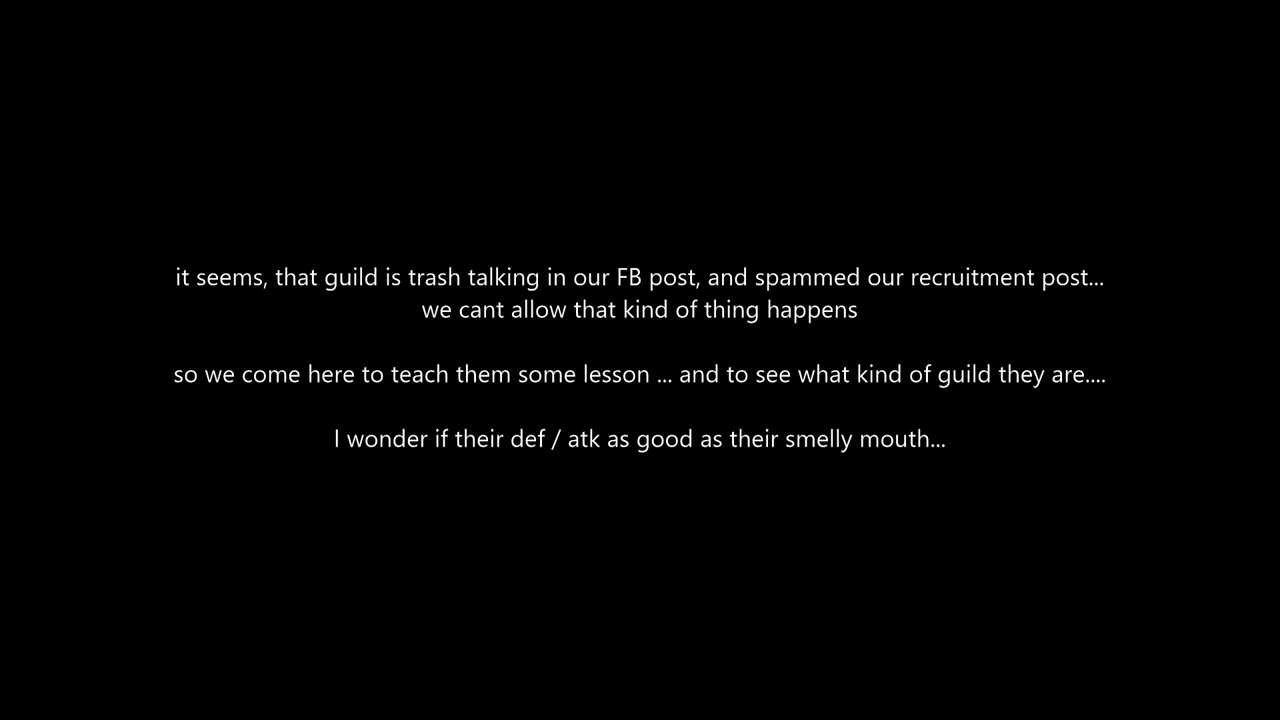 it seems, that guild is trash talking in our FB post, and spammed our recruitment post...
we cant allow that kind of thing happens
so we come here to teach them some lesson ... and to see what kind of guild they are....
I wonder if their def / atk as good as their smelly mouth...